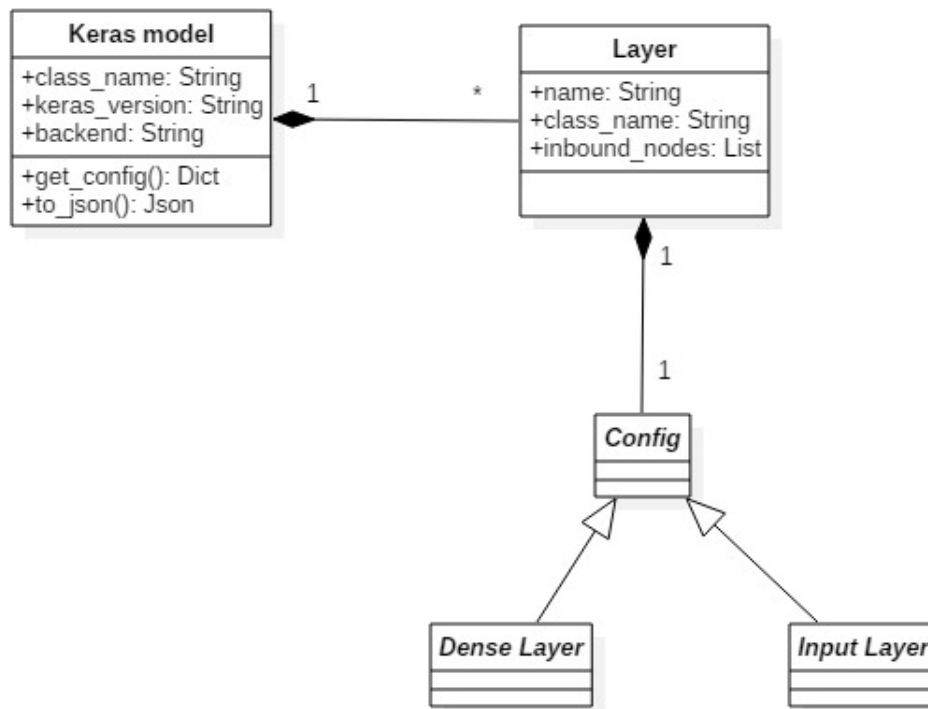 Keras model
+class_name: String
+keras_version: String
+backend: String
+get_config(): Dict
+to_json(): Json
1
*
Layer
+name: String
+class_name: String
+inbound_nodes: List
1
1
Config
Dense Layer
Input Layer